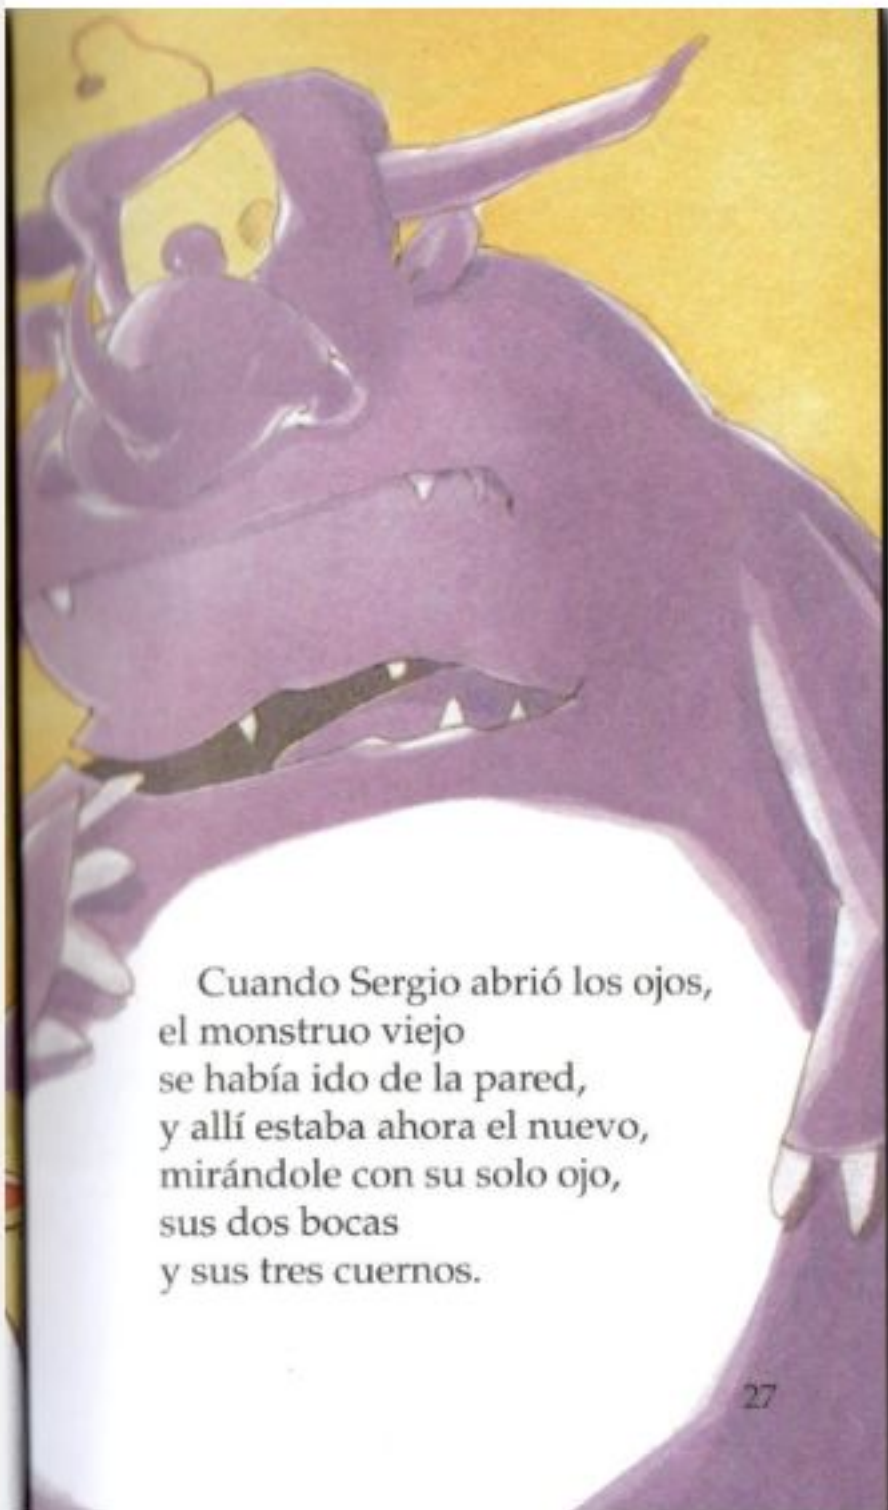 Cuando Sergio abrió los ojos,
el monstruo viejo
se había ido de la pared,
y allí estaba ahora el nuevo,
mirándole con su solo ojo,
sus dos bocas
y sus tres cuernos.
27